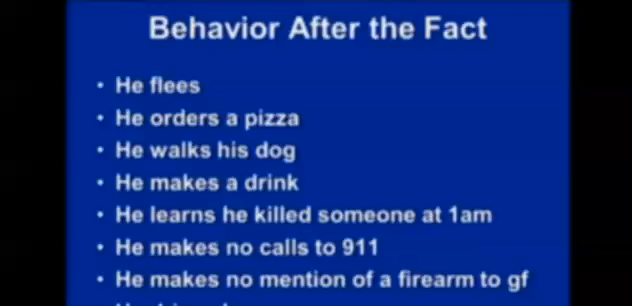 Behavior After the Fact
• He flees
• He orders a pizza
• He walks his dog
• He makes a drink
• He learns he killed someone at 1am
• He makes no calls to 911
• He makes no mention of a firearm to gf